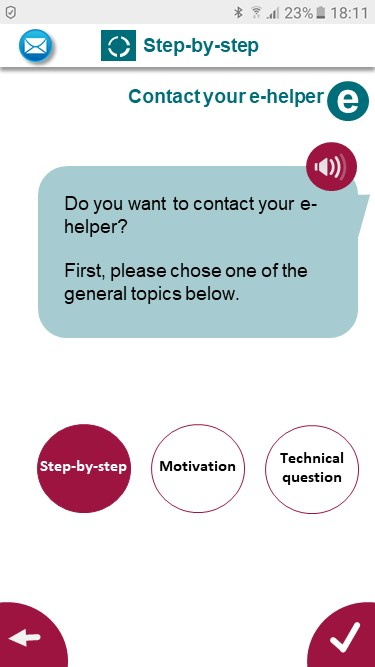 23% 18:11
Step-by-step
Contact your e-helper
e
Do you want to contact your e-
helper?
First, please chose one of the
general topics below.
Step-by-step
Motivation
Technical
question